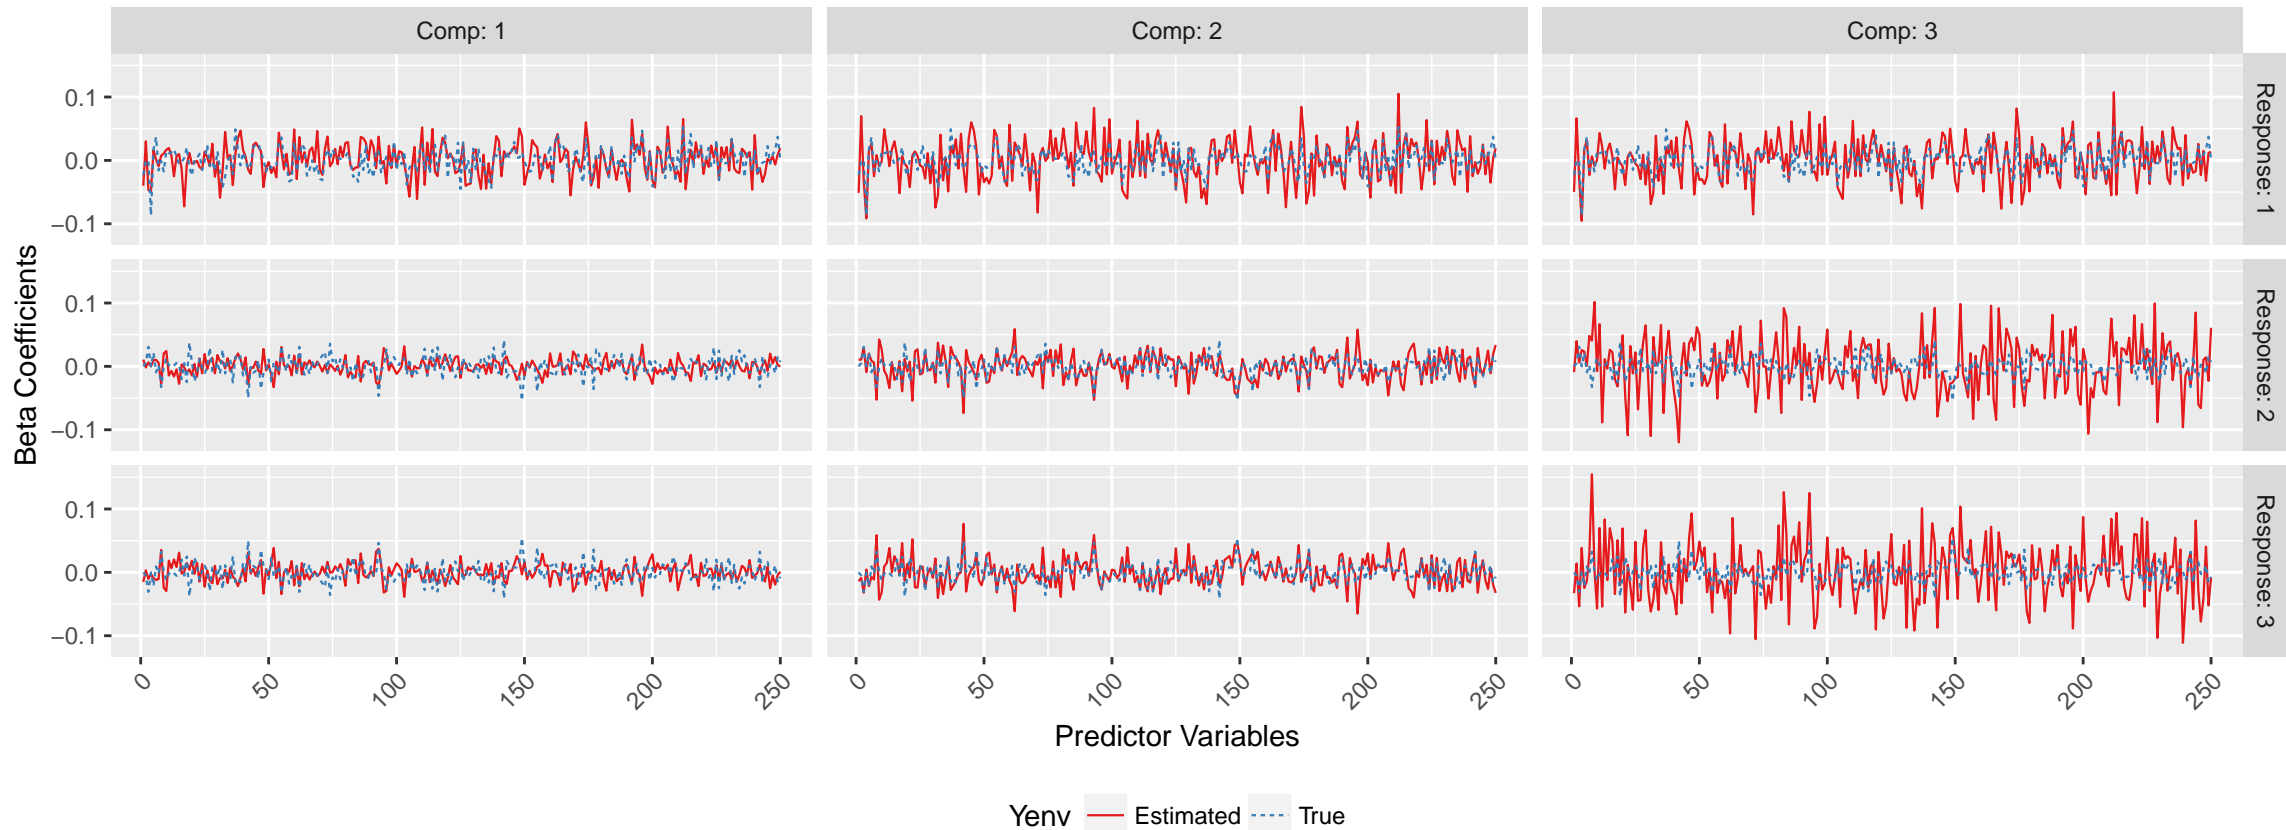 Comp: 1
Comp: 2
Comp: 3
Beta Coefficients
0.1
0.0
−0.1
Response: 1
0.1
0.0
−0.1
Response: 2
0.1
0.0
−0.1
Response: 3
0 50 100 150 200 250
0 50 100 150 200 250
0 50 100 150 200 250
Predictor Variables
Yenv Estimated True